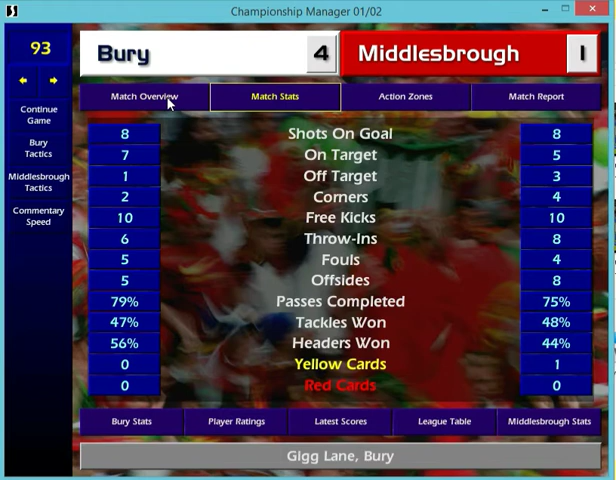 Championship Manager 01/02
93
Bury 4 Middlesbrough 1
Match Overview Match Stats Action Zones Match Report
Continue
Game
Bury
Tactics
Middlesbrough
Tactics
Commentary
Speed
8 Shots On Goal 8
7 On Target 5
1 Off Target 3
2 Corners 4
10 Free Kicks 10
6 Throw-Ins 8
5 Fouls 4
5 Offsides 8
79% Passes Completed 75%
47% Tackles Won 48%
56% Headers Won 44%
0 Yellow Cards 1
0 Red Cards 0
Bury Stats Player Ratings Latest Scores League Table Middlesbrough Stats
Gigg Lane, Bury